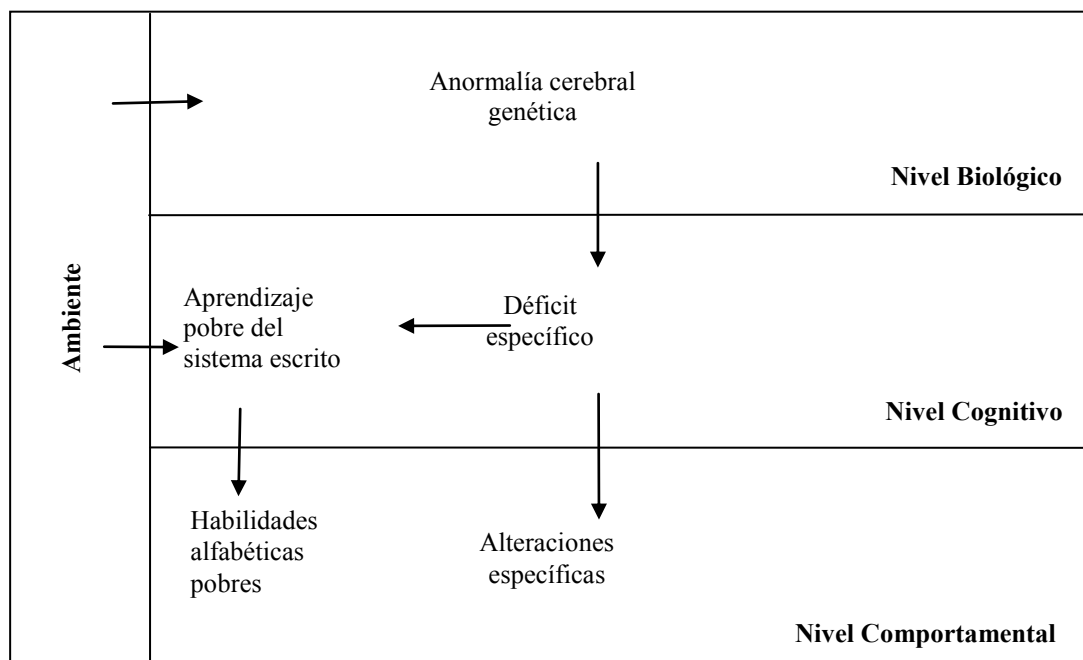 Anormalía cerebral
genética
Nivel Biológico
Ambiente
Aprendizaje
pobre del
sistema escrito
Déficit
específico
Nivel Cognitivo
Habilidades
alfabéticas
pobres
Alteraciones
específicas
Nivel Comportamental